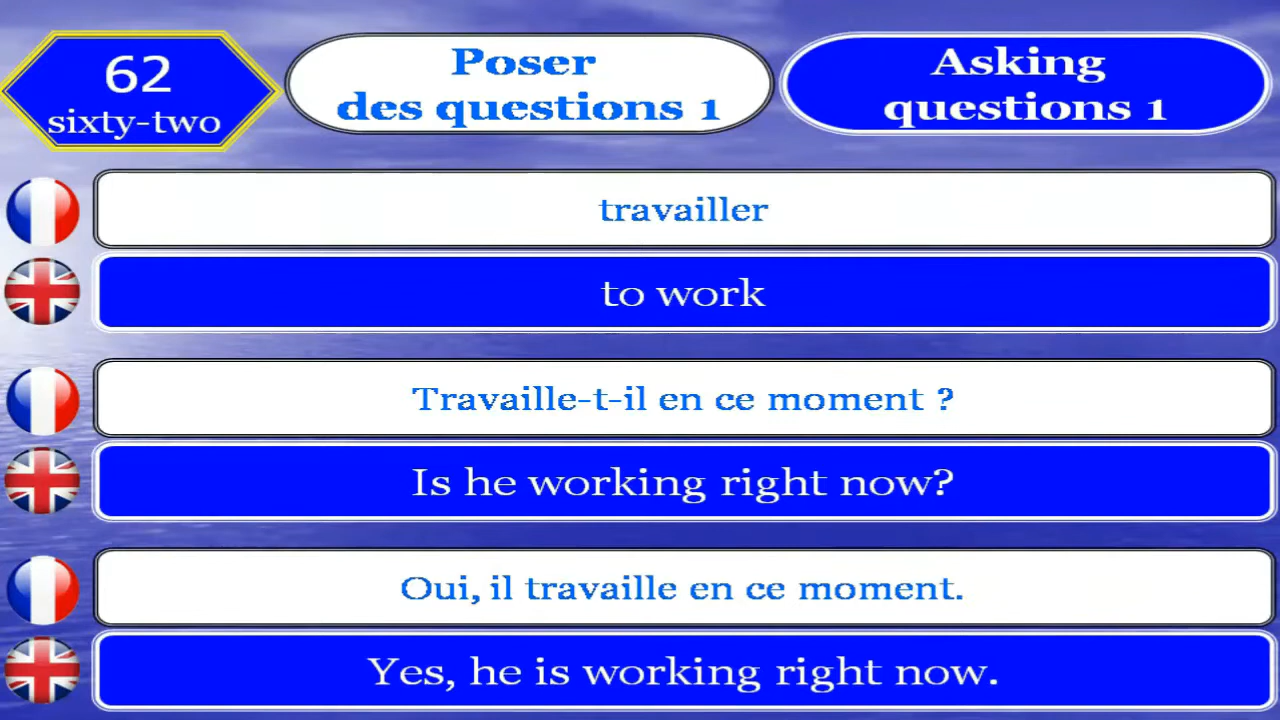 62
sixty-two
Poser
des questions 1
Asking
questions 1
travailler
to work
Travaille-t-il en ce moment ?
Is he working right now?
Oui, il travaille en ce moment.
Yes, he is working right now.